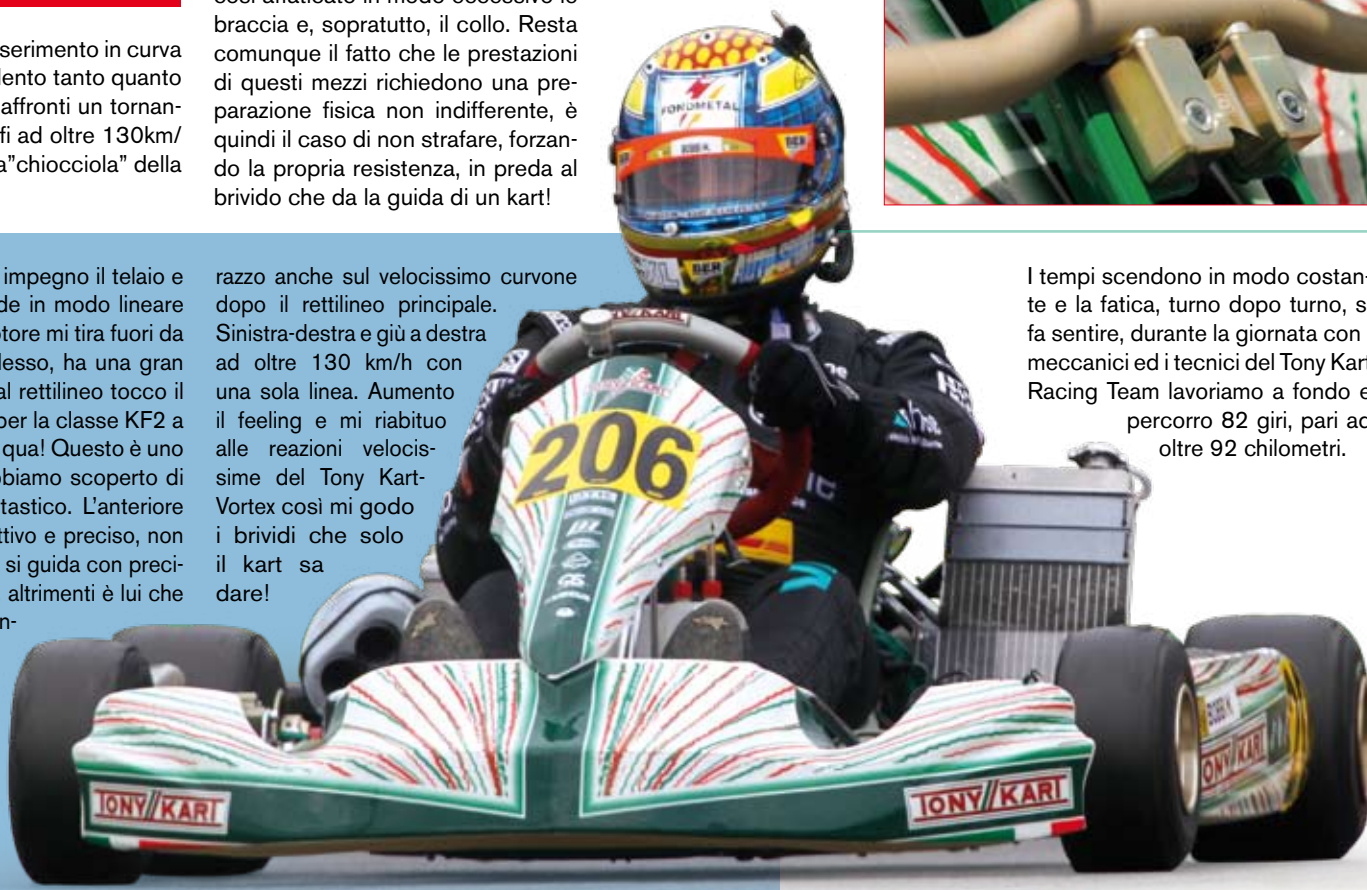 serimento in curva
lento tanto quanto
affronti un tornan-
fi ad oltre 130km/
a"chiocciola" della
braccia e, sopratutto, il collo. Resta
comunque il fatto che le prestazioni
di questi mezzi richiedono una pre-
parazione fisica non indifferente, è
quindi il caso di non strafare, forzan-
do la propria resistenza, in preda al
brivido che da la guida di un kart!
impegno il telaio e
de in modo lineare
otore mi tira fuori da
lesso, ha una gran
al rettilineo tocco il
per la classe KF2 a
qua! Questo è uno
bbiamo scoperto di
tastico. L'anteriore
ttivo e preciso, non
si guida con preci-
altrimenti è lui che
n-
razzo anche sul velocissimo curvone
dopo il rettilineo principale.
Sinistra-destra e giù a destra
ad oltre 130 km/h con
una sola linea. Aumento
il feeling e mi riabituo
alle reazioni velocis-
sime del Tony Kart-
Vortex così mi godo
i brividi che solo
il kart sa
dare!
I tempi scendono in modo costan-
te e la fatica, turno dopo turno, s
fa sentire, durante la giornata con
meccanici ed i tecnici del Tony Kart
Racing Team lavoriamo a fondo e
percorro 82 giri, pari ad
oltre 92 chilometri.
FONDMETAL
BER
BOBBI K.
BER
BER
206
TONY KART
TONY KART
BOBBI K.
TONY KART